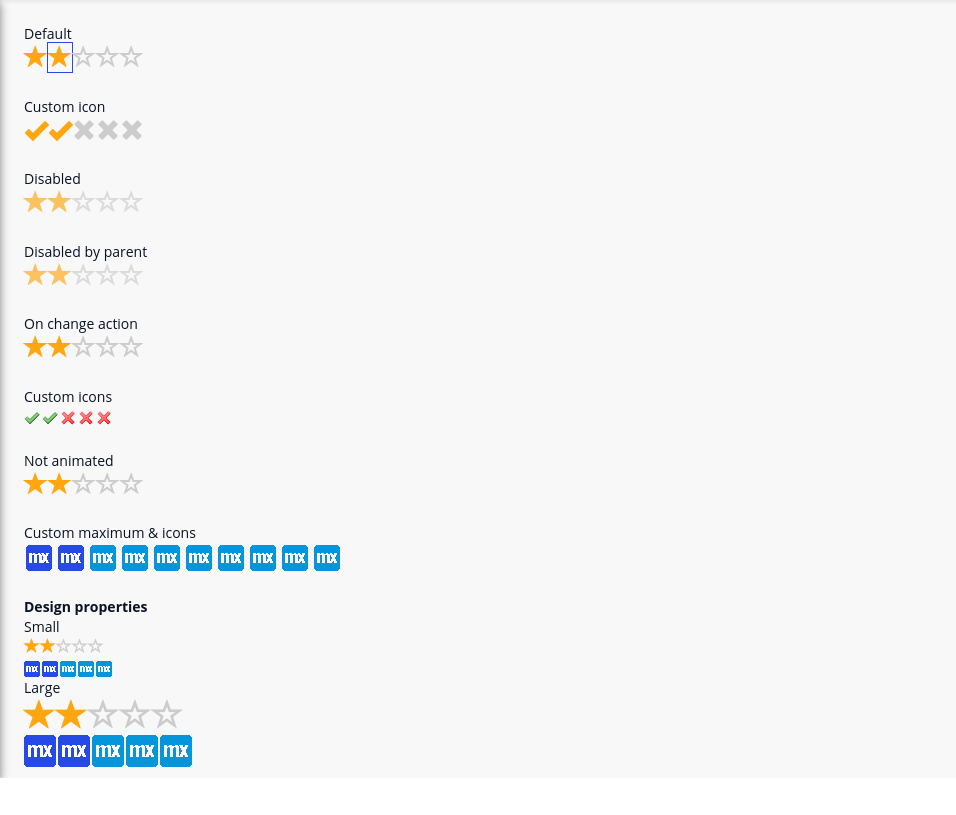 Default
Custom icon
Disabled
Disabled by parent
On change action
Custom icons
Not animated
Custom maximum & icons
mx mx mx mx mx mx mx mx mx mx
Design properties
Small
mx mx mx mx mx
Large
mx mx mx mx mx